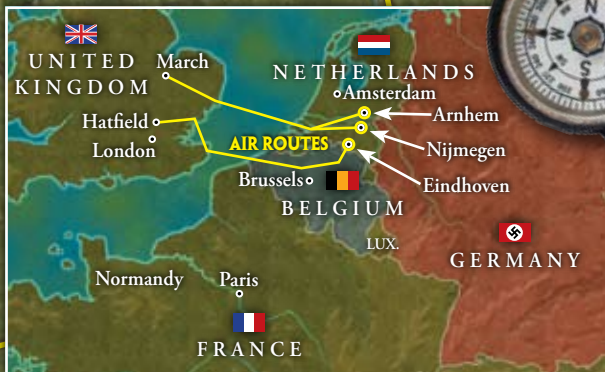 UNITED
KINGDOM
March
NETHERLANDS
Amsterdam
Arnhem
Hatfield
London
AIR ROUTES
Nijmegen
Brussels
Eindhoven
BELGIUM
LUX.
GERMANY
Normandy
Paris
FRANCE
N
W
S